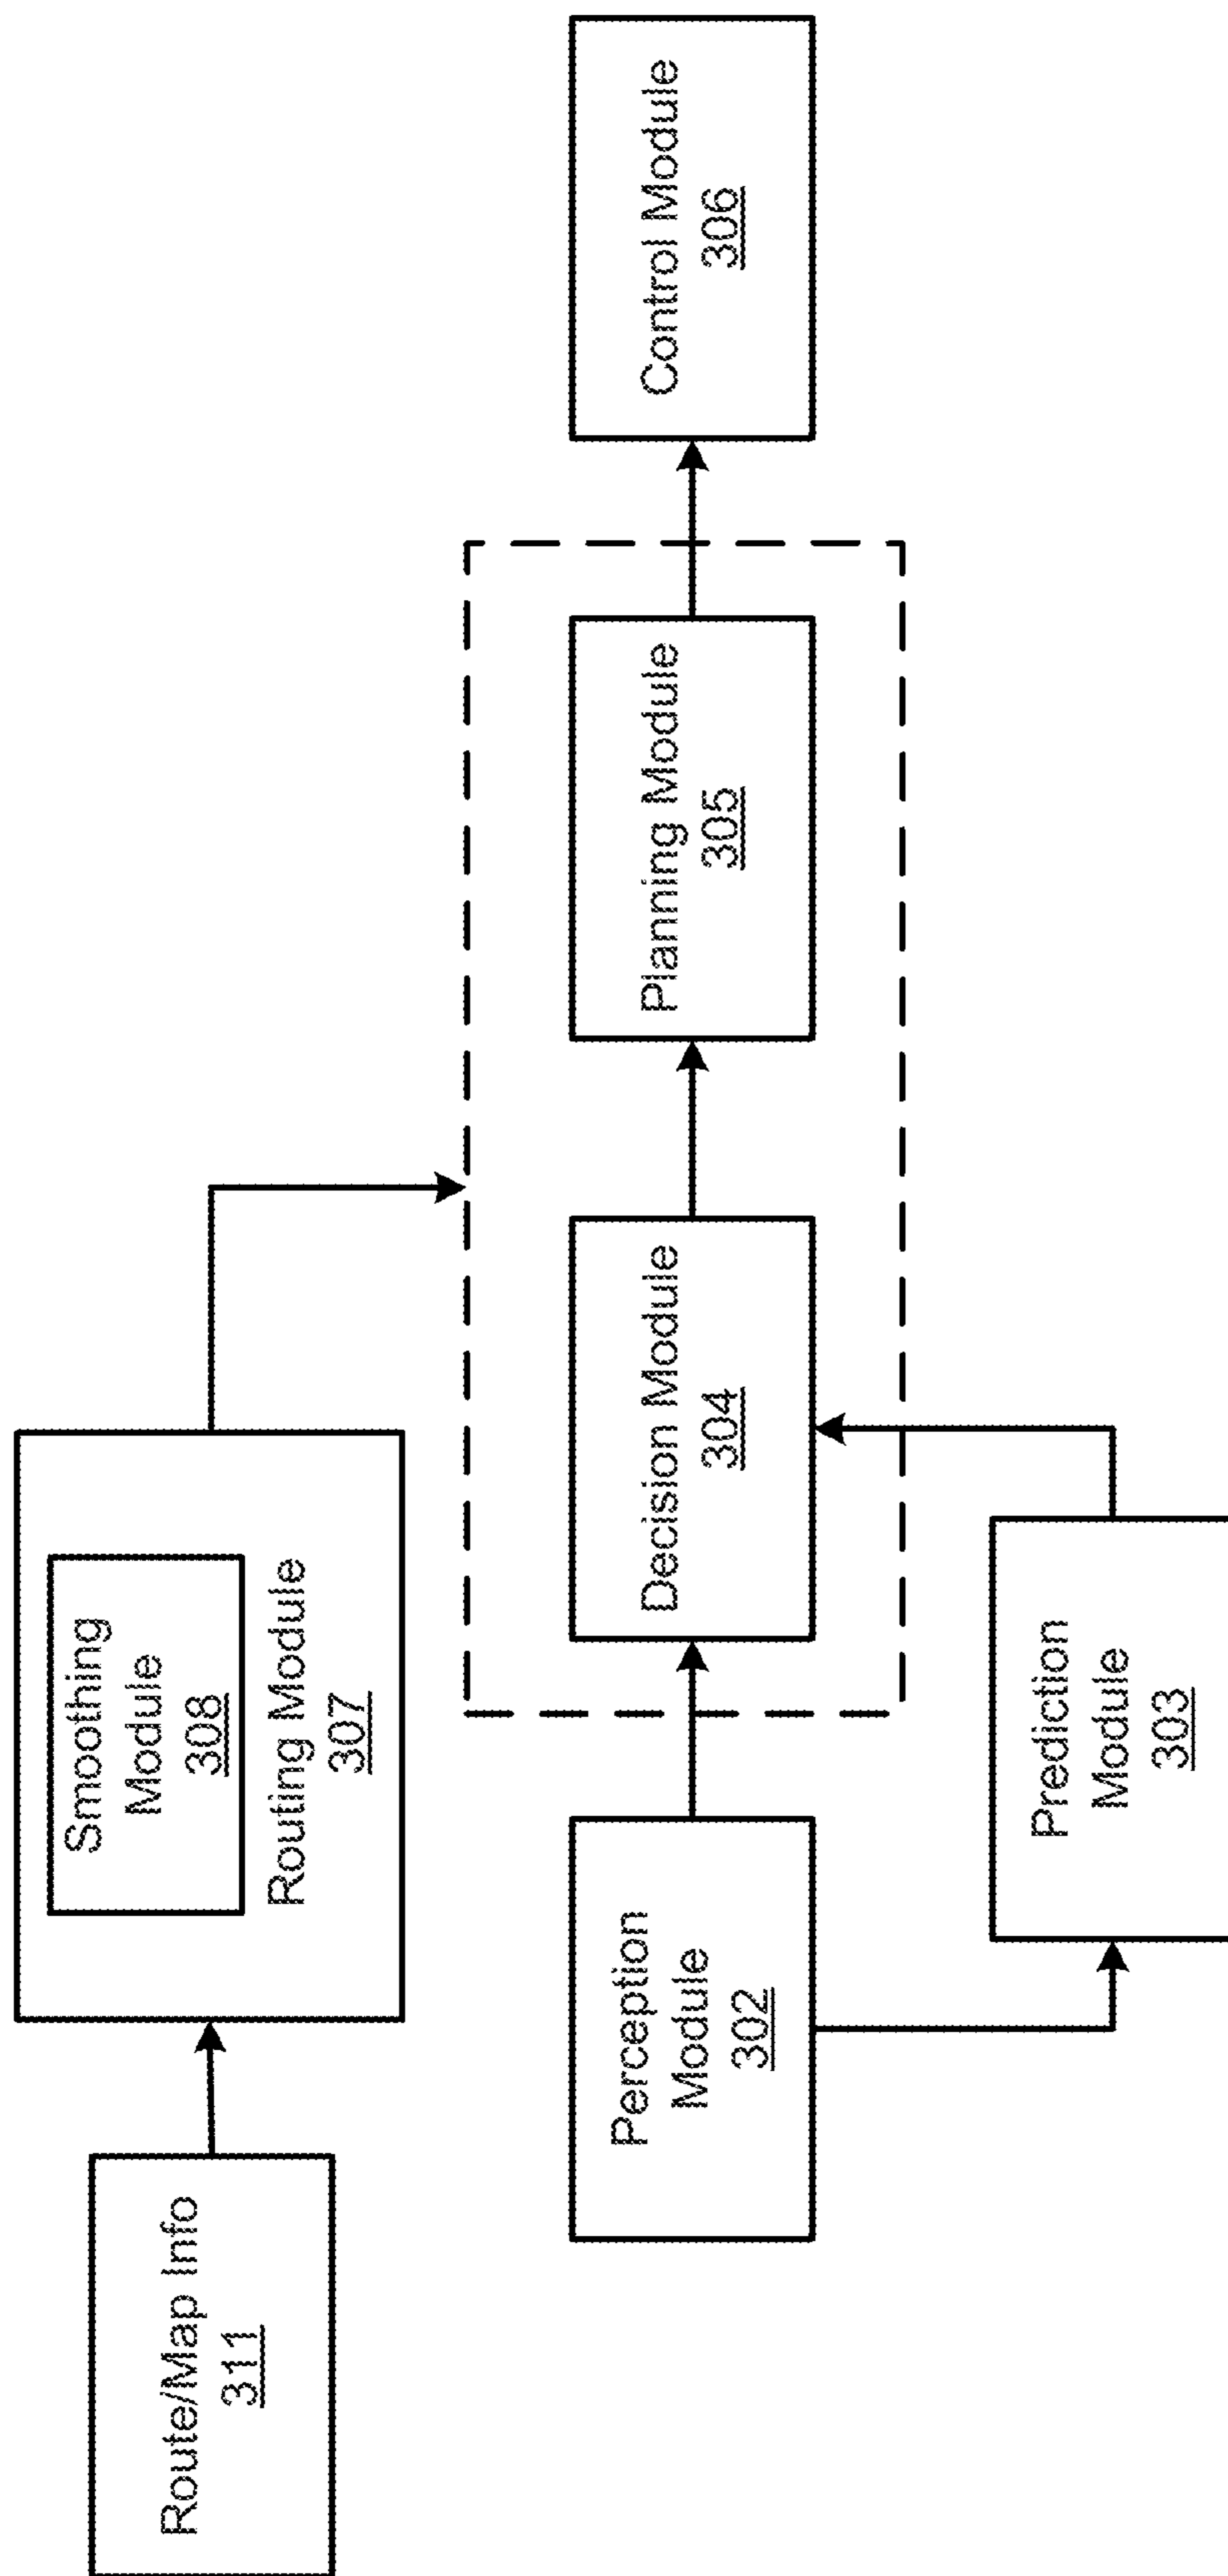 Route/Map Info
311
Smoothing
Module
308
Routing Module
307
Perception
Module
302
Decision Module
304
Planning Module
305
Control Module
306
Prediction
Module
303